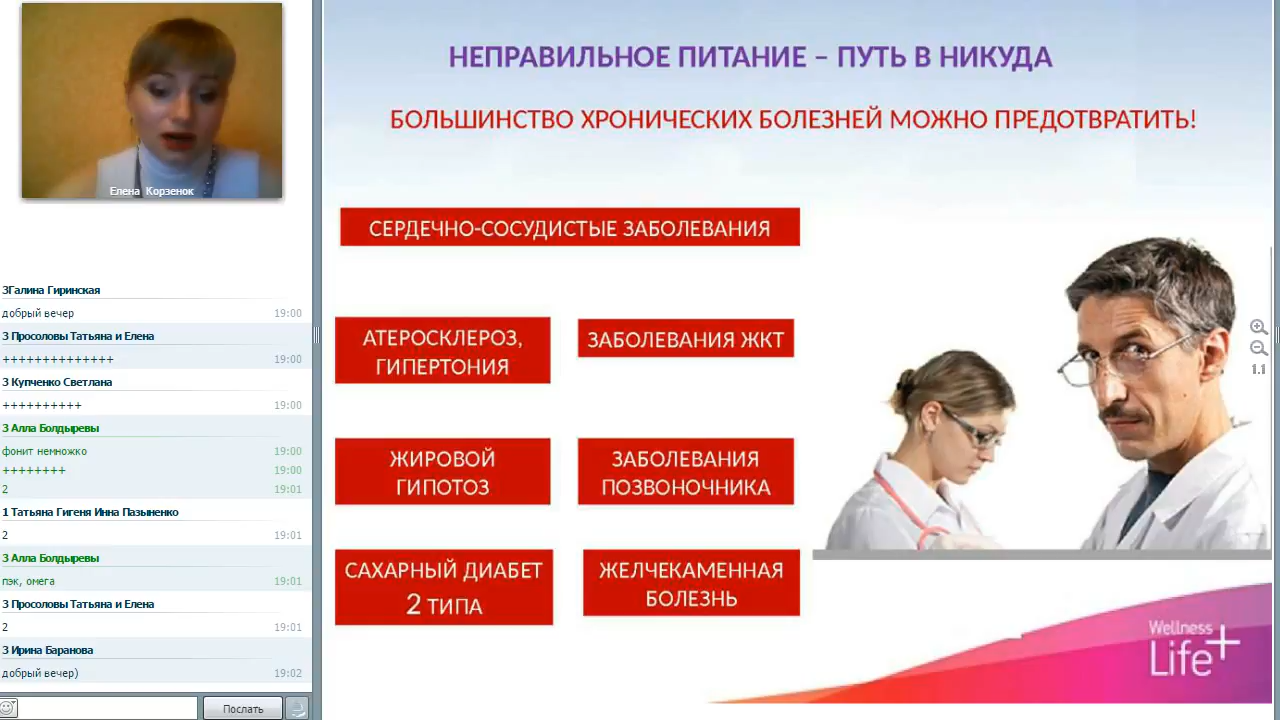 Елена Корзенок
3Галина Гиринская
добрый вечер 19:00
3 Просоловы Татьяна и Елена
++++++++++++++ 19:00
3 Купченко Светлана
++++++++++ 19:00
3 Алла Болдыревы
фонит немножко 19:00
++++++++ 19:00
2 19:01
1 Татьяна Гигеня Инна Пазыненко
2 19:01
3 Алла Болдыревы
пэк, омега 19:01
3 Просоловы Татьяна и Елена
2 19:01
3 Ирина Баранова
добрый вечер) 19:02
Послать
НЕПРАВИЛЬНОЕ ПИТАНИЕ – ПУТЬ В НИКУДА
БОЛЬШИНСТВО ХРОНИЧЕСКИХ БОЛЕЗНЕЙ МОЖНО ПРЕДОТВРАТИТЬ!
СЕРДЕЧНО-СОСУДИСТЫЕ ЗАБОЛЕВАНИЯ
АТЕРОСКЛЕРОЗ,
ГИПЕРТОНИЯ
ЗАБОЛЕВАНИЯ ЖКТ
ЖИРОВОЙ
ГИПОТОЗ
ЗАБОЛЕВАНИЯ
ПОЗВОНОЧНИКА
САХАРНЫЙ ДИАБЕТ
2 ТИПА
ЖЕЛЧЕКАМЕННАЯ
БОЛЕЗНЬ
1.1
Wellness
Life+